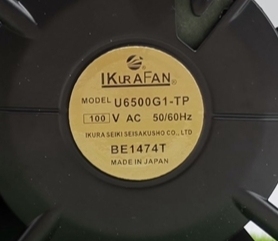 IKURAFAN®
MODEL U6500G1-TP
100 V AC 50/60Hz
IKURA SEIKI SEISAKUSHO CO., LTD
BE1474T
MADE IN JAPAN